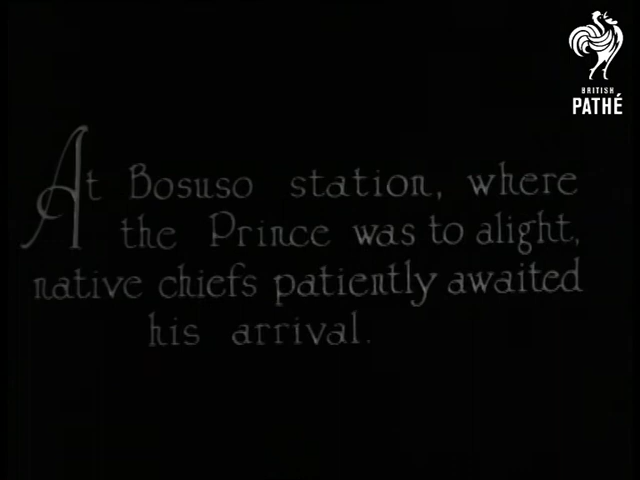 BRITISH
PATHÉ
At Bosuso station, where
the Prince was to alight,
native chiefs patiently awaited
his arrival.